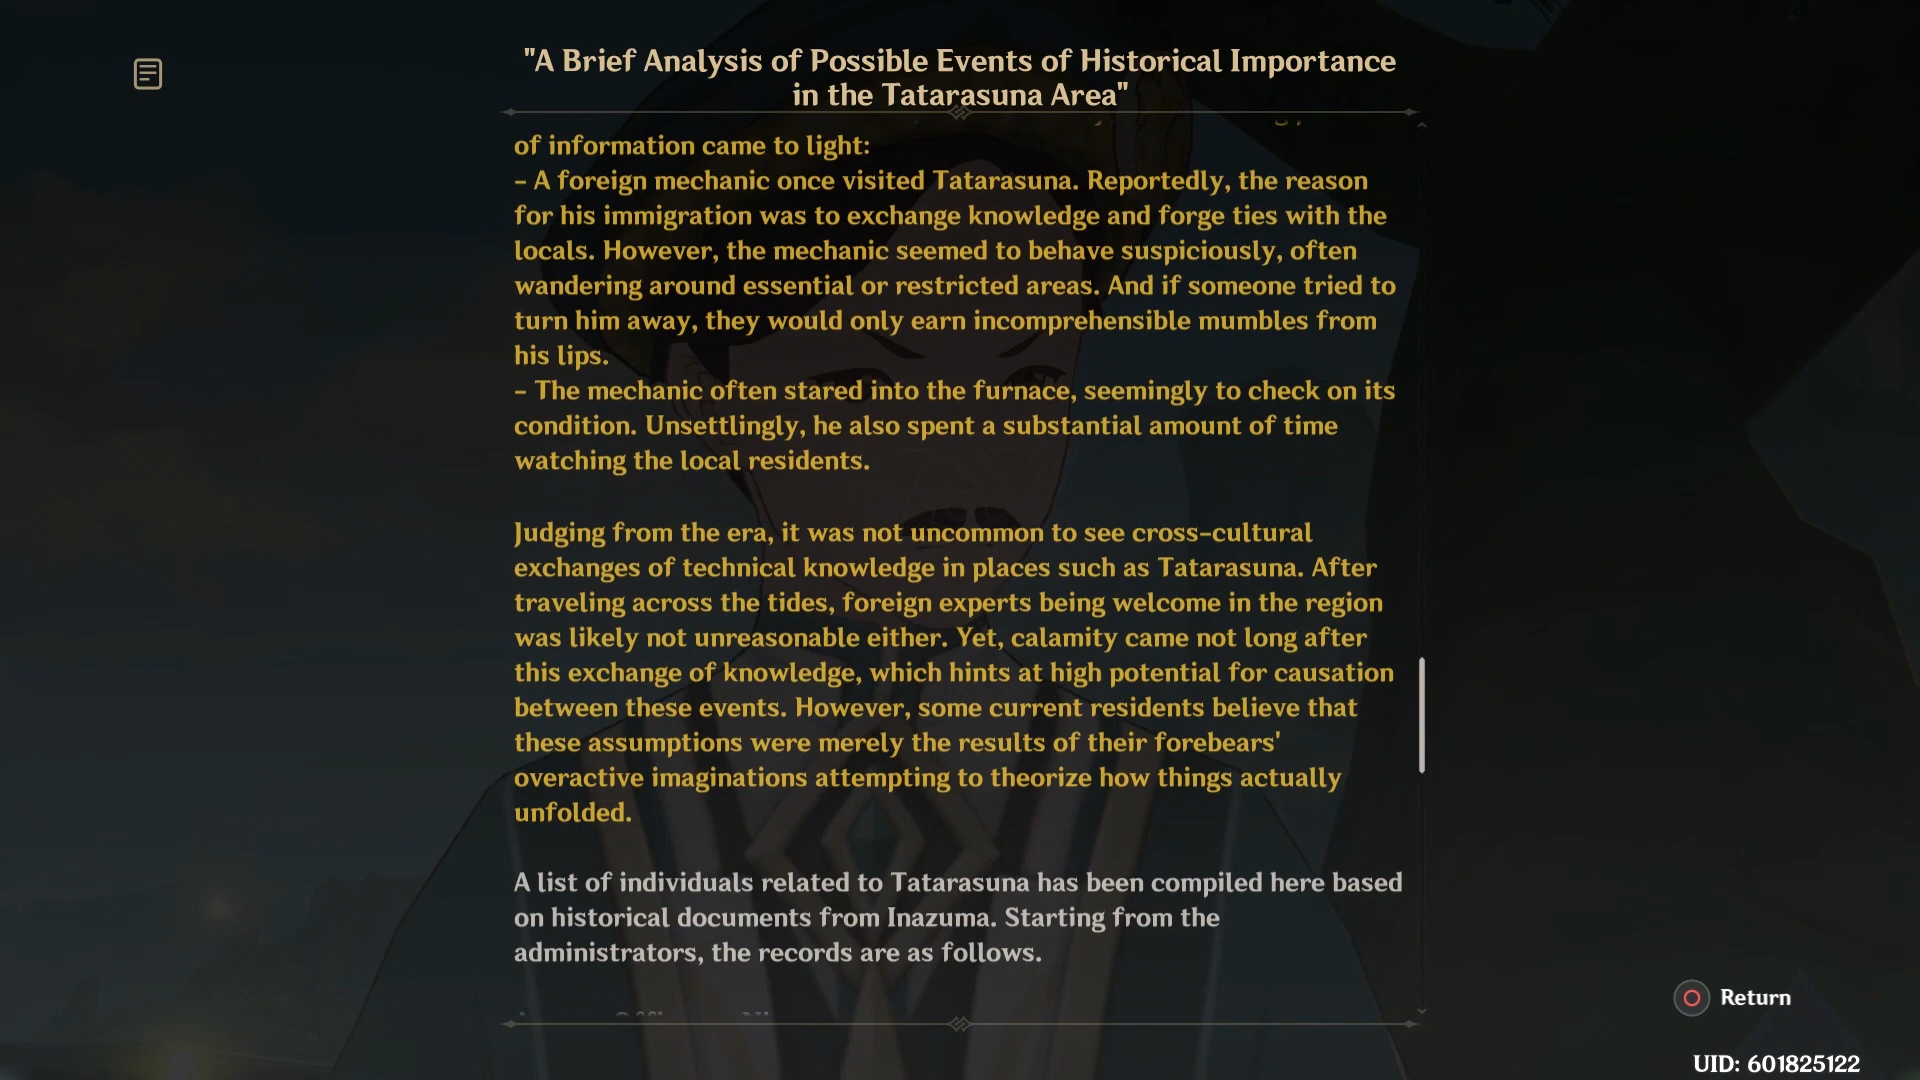 "A Brief Analysis of Possible Events of Historical Importance
in the Tatarasuna Area"
of information came to light:
– A foreign mechanic once visited Tatarasuna. Reportedly, the reason
for his immigration was to exchange knowledge and forge ties with the
locals. However, the mechanic seemed to behave suspiciously, often
wandering around essential or restricted areas. And if someone tried to
turn him away, they would only earn incomprehensible mumbles from
his lips.
– The mechanic often stared into the furnace, seemingly to check on its
condition. Unsettlingly, he also spent a substantial amount of time
watching the local residents.
Judging from the era, it was not uncommon to see cross-cultural
exchanges of technical knowledge in places such as Tatarasuna. After
traveling across the tides, foreign experts being welcome in the region
was likely not unreasonable either. Yet, calamity came not long after
this exchange of knowledge, which hints at high potential for causation
between these events. However, some current residents believe that
these assumptions were merely the results of their forebears'
overactive imaginations attempting to theorize how things actually
unfolded.
A list of individuals related to Tatarasuna has been compiled here based
on historical documents from Inazuma. Starting from the
administrators, the records are as follows.
Return
UID: 601825122